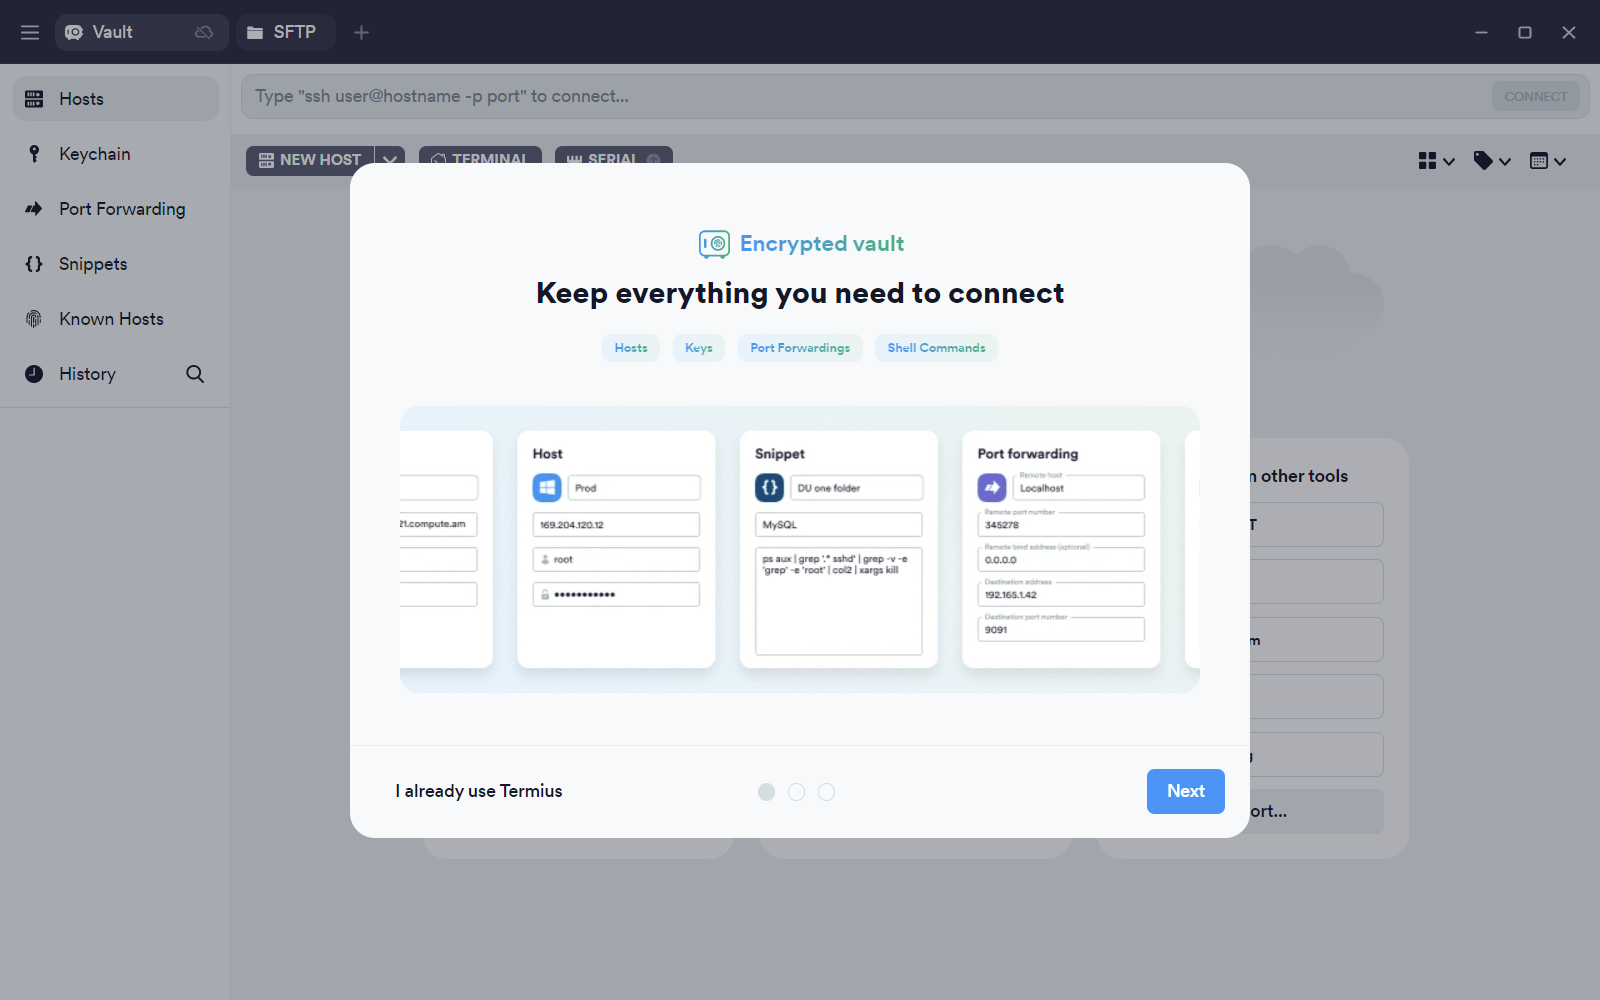 Vault
SFTP
Hosts
Keychain
Port Forwarding
Snippets
Known Hosts
History
Type "ssh user@hostname -p port" to connect...
CONNECT
NEW HOST
TERMINAL
SERIAL
Encrypted vault
Keep everything you need to connect
Hosts
Keys
Port Forwardings
Shell Commands
21.compute.am
Host
Prod
169.204.120.12
root
Snippet
DU one folder
MySQL
ps aux | grep '.* sshd' | grep -v -e
'grep' -e 'root' | col2 | xargs kill
Port forwarding
Remote host
Localhost
Remote port number
345278
Remote bind address (optional)
0.0.0.0
Destination address
192.165.1.42
Destination port number
9091
other tools
I already use Termius
Next